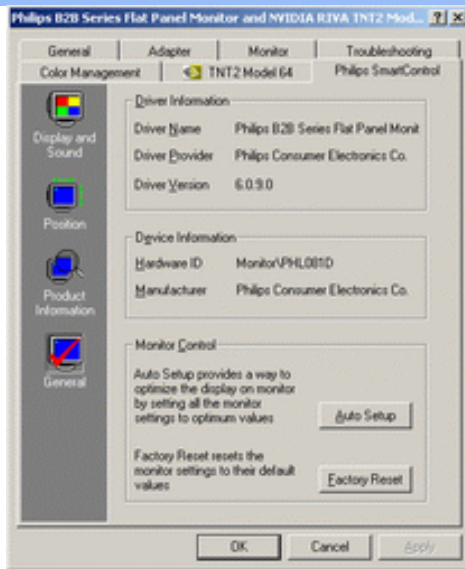 Philips B2B Series Flat Panel Monitor and NVIDIA RIVA TNT2 Mod...
General Adapter Monitor Troubleshooting
Color Management TNT2 Model 64 Philips SmartControl
Display and
Sound
Position
Product
Information
General
Driver Information
Driver Name Philips B2B Series Flat Panel Monit
Driver Provider Philips Consumer Electronics Co.
Driver Version 6.0.9.0
Device Information
Hardware ID Monitor\PHL081D
Manufacturer Philips Consumer Electronics Co.
Monitor Control
Auto Setup provides a way to
optimize the display on monitor
by setting all the monitor
settings to optimum values
Auto Setup
Factory Reset resets the
monitor settings to their default
values
Factory Reset
OK Cancel Apply